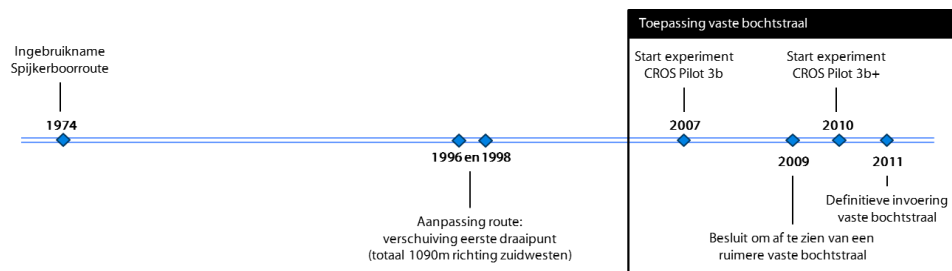 Toepassing vaste bochtstraal
Ingebruikname
Spijkerboorroute
1974
1996 en 1998
Aanpassing route:
verschuiving eerste draaipunt
(totaal 1090m richting zuidwesten)
Start experiment
CROS Pilot 3b
2007
2009
Besluit om af te zien van een
ruimere vaste bochtstraal
Start experiment
CROS Pilot 3b+
2010
2011
Definitieve invoering
vaste bochtstraal